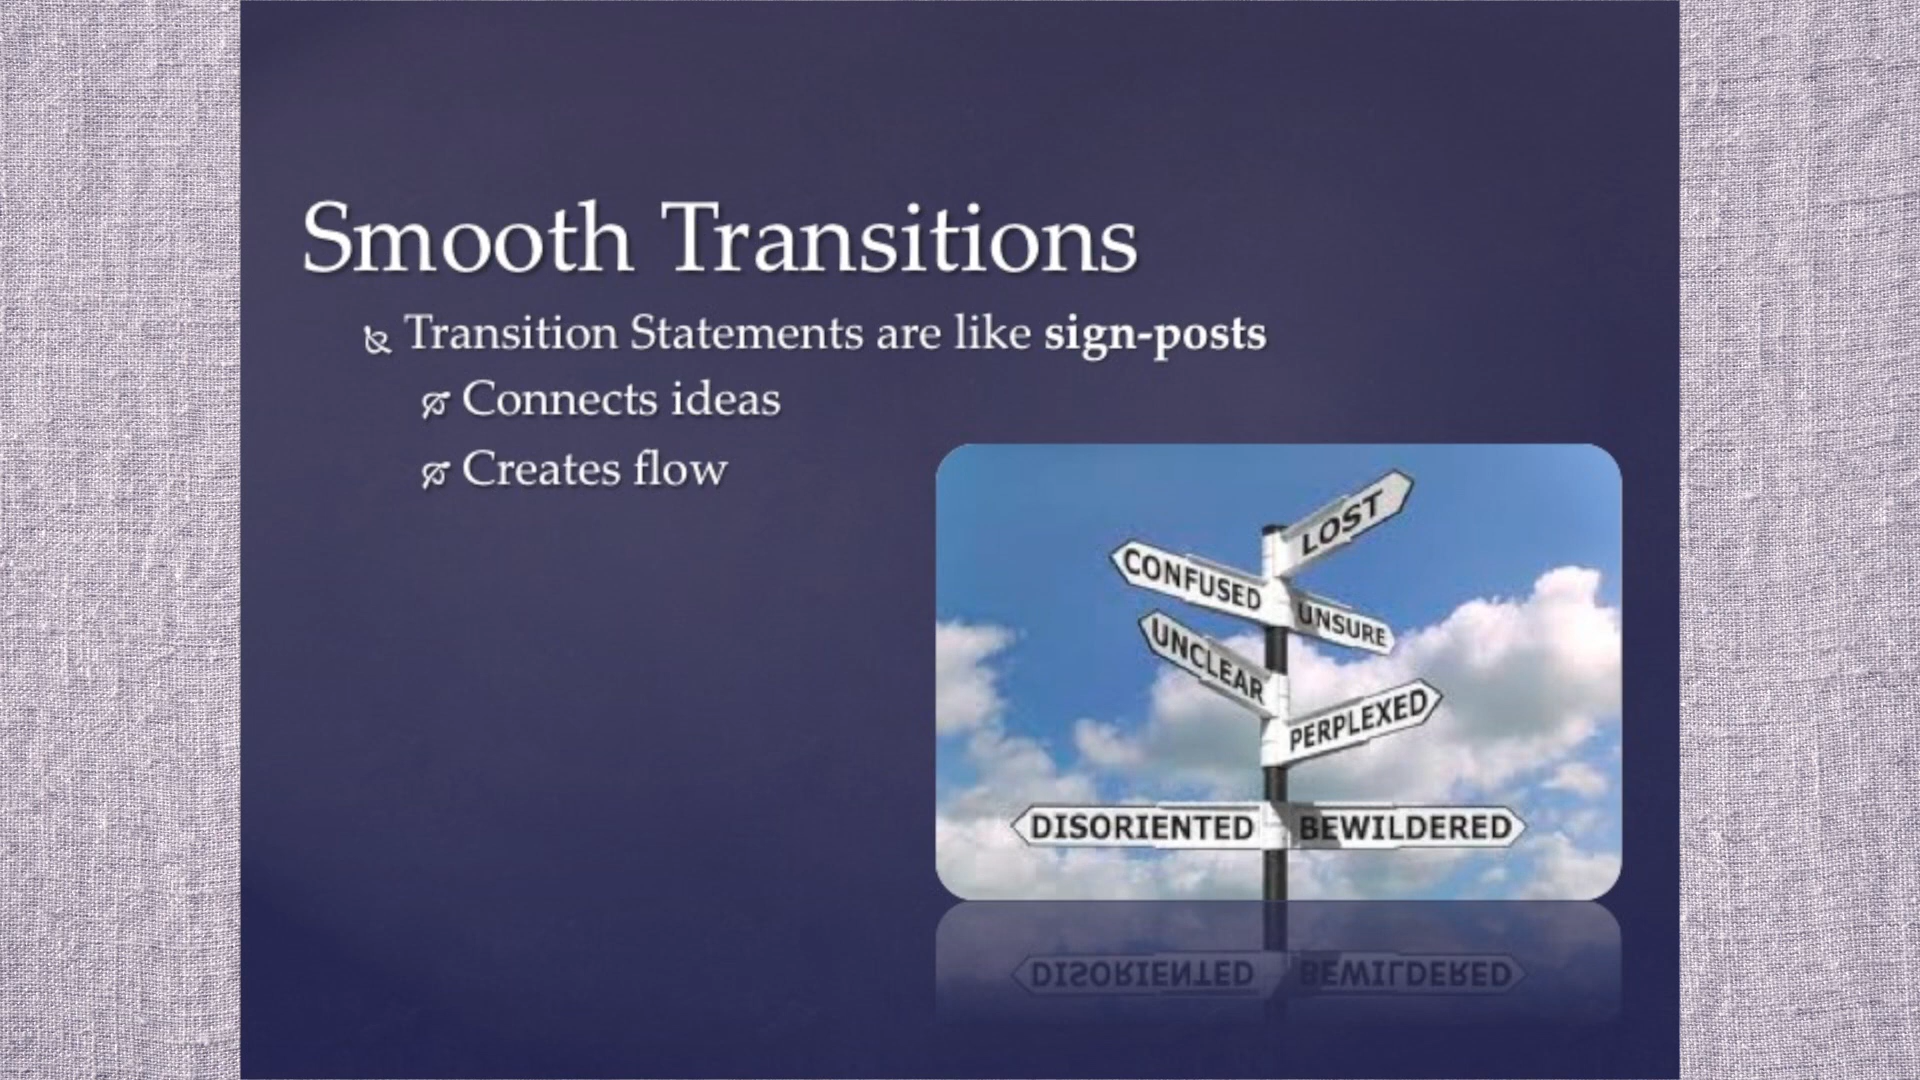 Smooth Transitions
Transition Statements are like sign-posts
Connects ideas
Creates flow
LOST
CONFUSED
UNSURE
UNCLEAR
PERPLEXED
DISORIENTED
BEWILDERED
DISORIENTED
BEWILDERED